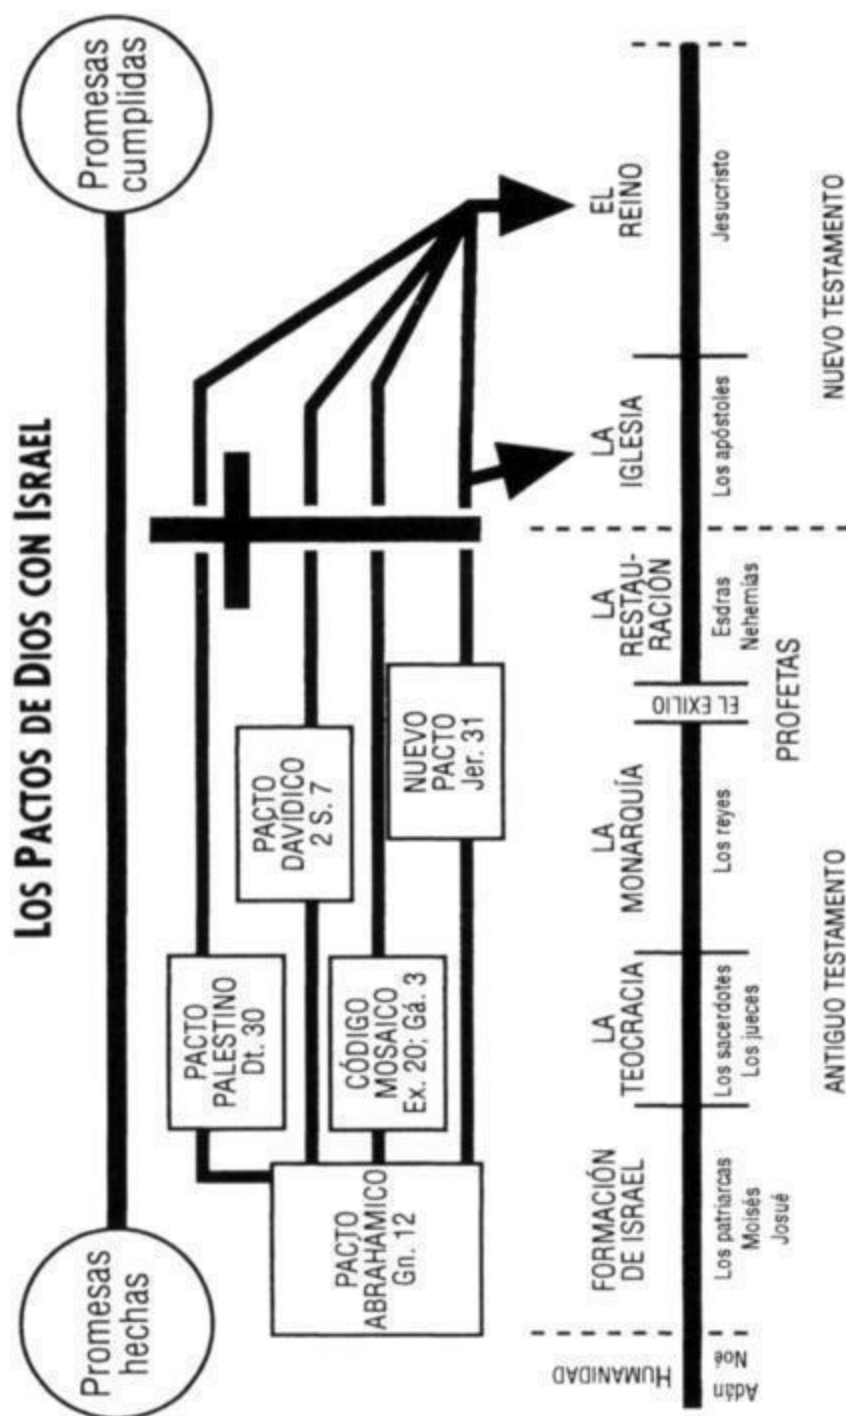 LOS PACTOS DE DIOS CON ISRAEL
Promesas
hechas
Promesas
cumplidas
PACTO
PALESTINO
Dt. 30
PACTO
DAVÍDICO
2 S. 7
PACTO
ABRAHÁMICO
Gn. 12
CÓDIGO
MOSAICO
Ex. 20; Gá. 3
NUEVO
PACTO
Jer. 31
HUMANIDAD
FORMACIÓN
DE ISRAEL
LA
TEOCRACIA
LA
MONARQUÍA
EL EXILIO
LA
RESTAU-
RACIÓN
LA
IGLESIA
EL
REINO
Adán
Noé
Los patriarcas
Moisés
Josué
Los sacerdotes
Los jueces
Los reyes
Esdras
Nehemías
Los apóstoles
Jesucristo
PROFETAS
ANTIGUO TESTAMENTO
NUEVO TESTAMENTO